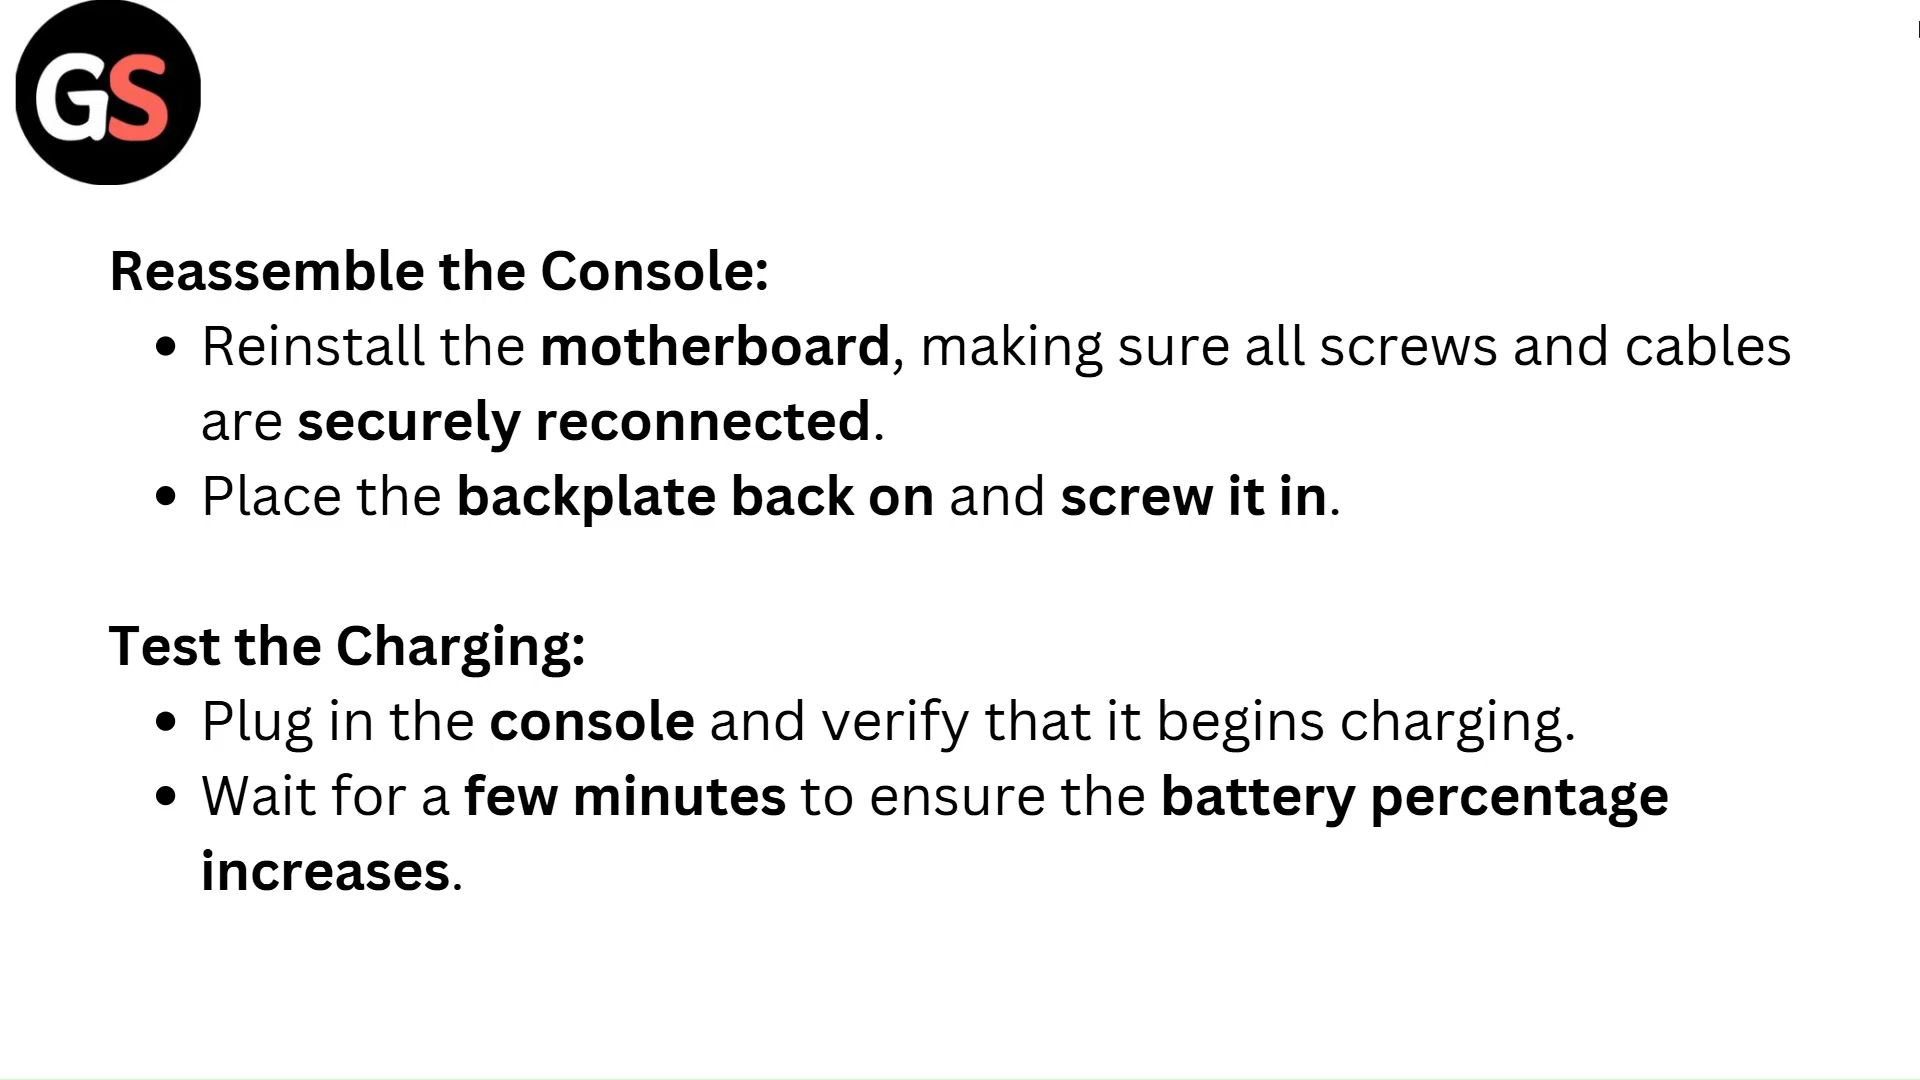 GS
Reassemble the Console:
• Reinstall the motherboard, making sure all screws and cables
are securely reconnected.
• Place the backplate back on and screw it in.
Test the Charging:
• Plug in the console and verify that it begins charging.
• Wait for a few minutes to ensure the battery percentage
increases.